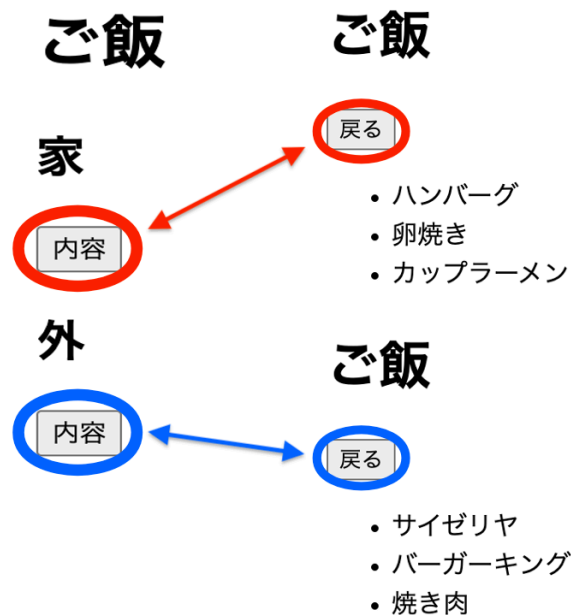 ご飯
家
内容
外
内容
ご飯
戻る
ハンバーグ
卵焼き
カップラーメン
ご飯
戻る
サイゼリヤ
バーガーキング
焼き肉